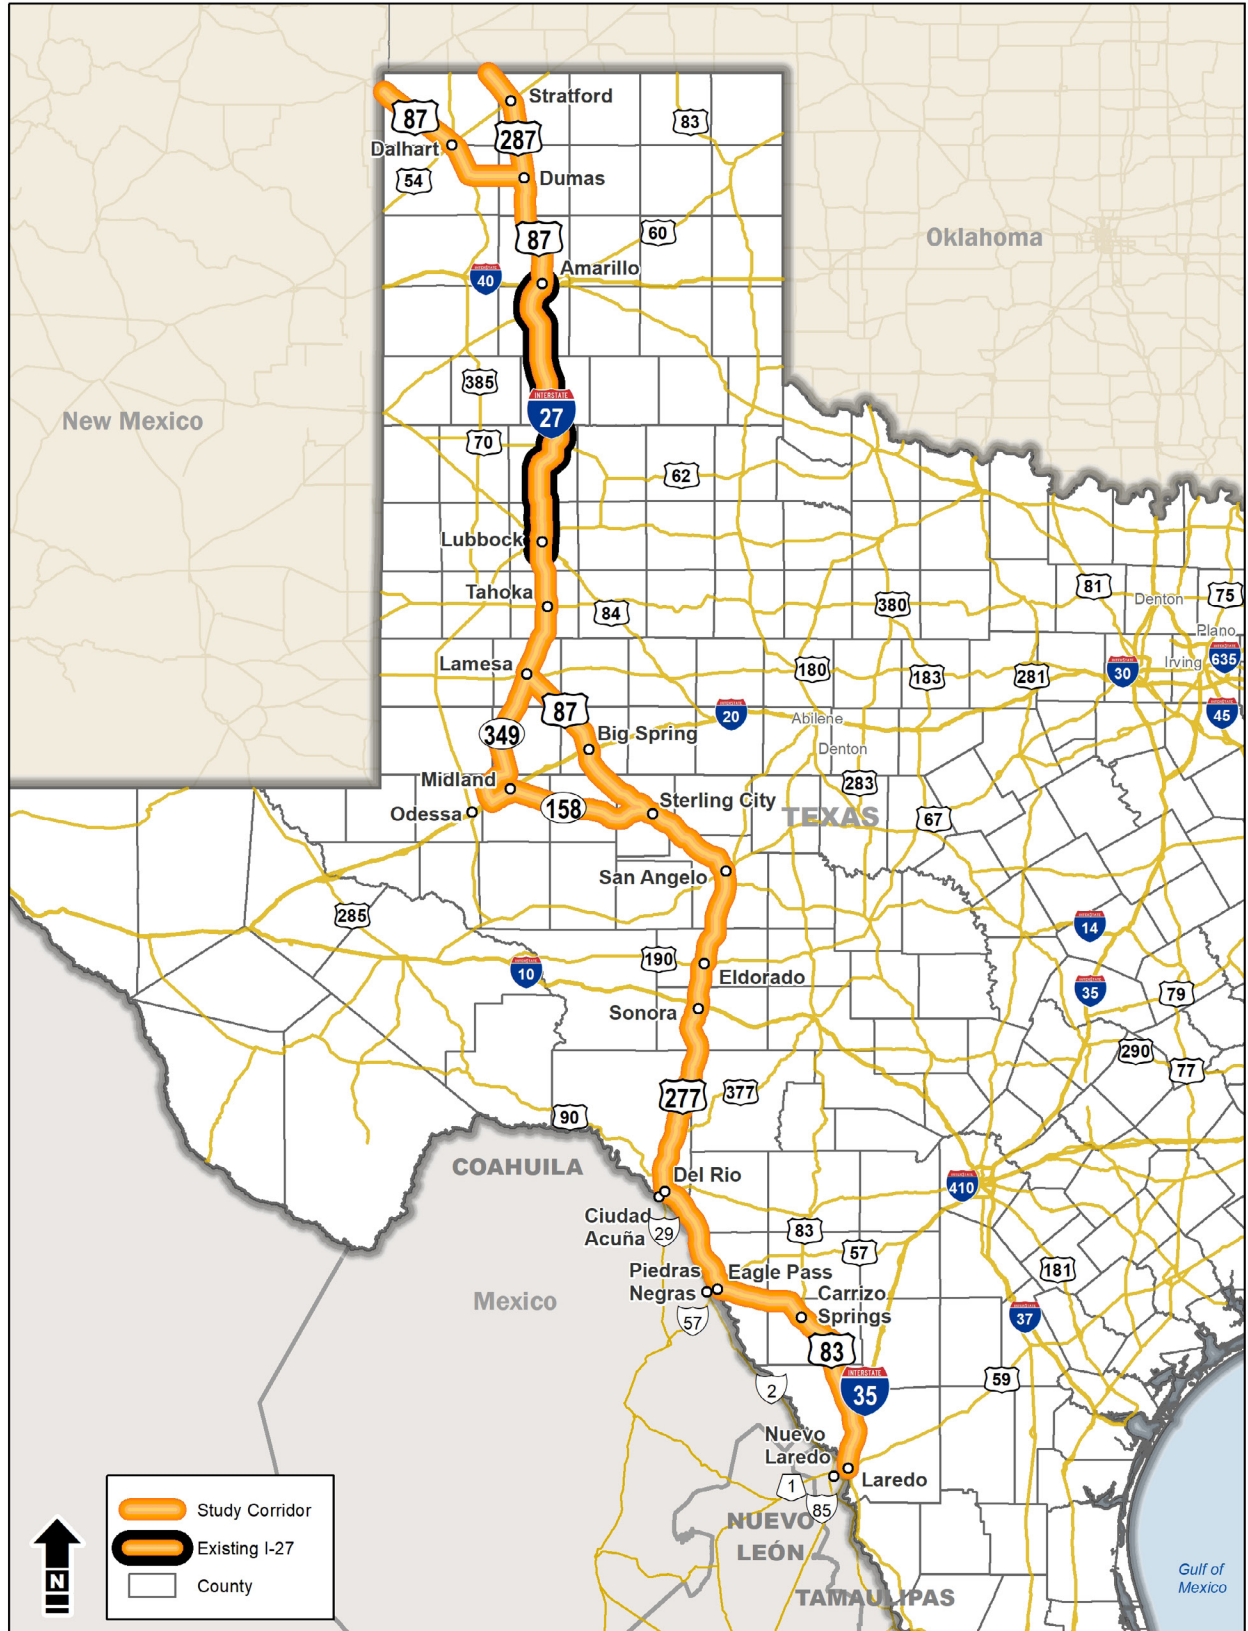 Stratford
87
83
287
Dalhart
54
Dumas
87
60
Oklahoma
Amarillo
40
385
INTERSTATE
27
New Mexico
70
62
Lubbock
Tahoka
84
380
81
Denton
75
Plano
Lamesa
180
183
281
30
Irving
635
87
20
45
349
Big Spring
Abilene
Denton
Midland
283
Odessa
158
Sterling City
TEXAS
67
San Angelo
285
14
190
10
Eldorado
35
79
Sonora
290
77
277
377
90
COAHUILA
Del Rio
410
Ciudad
Acuña
29
83
57
181
Piedras
Negras
Eagle Pass
Mexico
Carrizo
Springs
57
37
83
2
INTERSTATE
35
59
Nuevo
Laredo
Laredo
1
85
NUEVO
LEÓN
TAMAULIPAS
Gulf of
Mexico
Study Corridor
Existing I-27
County
N